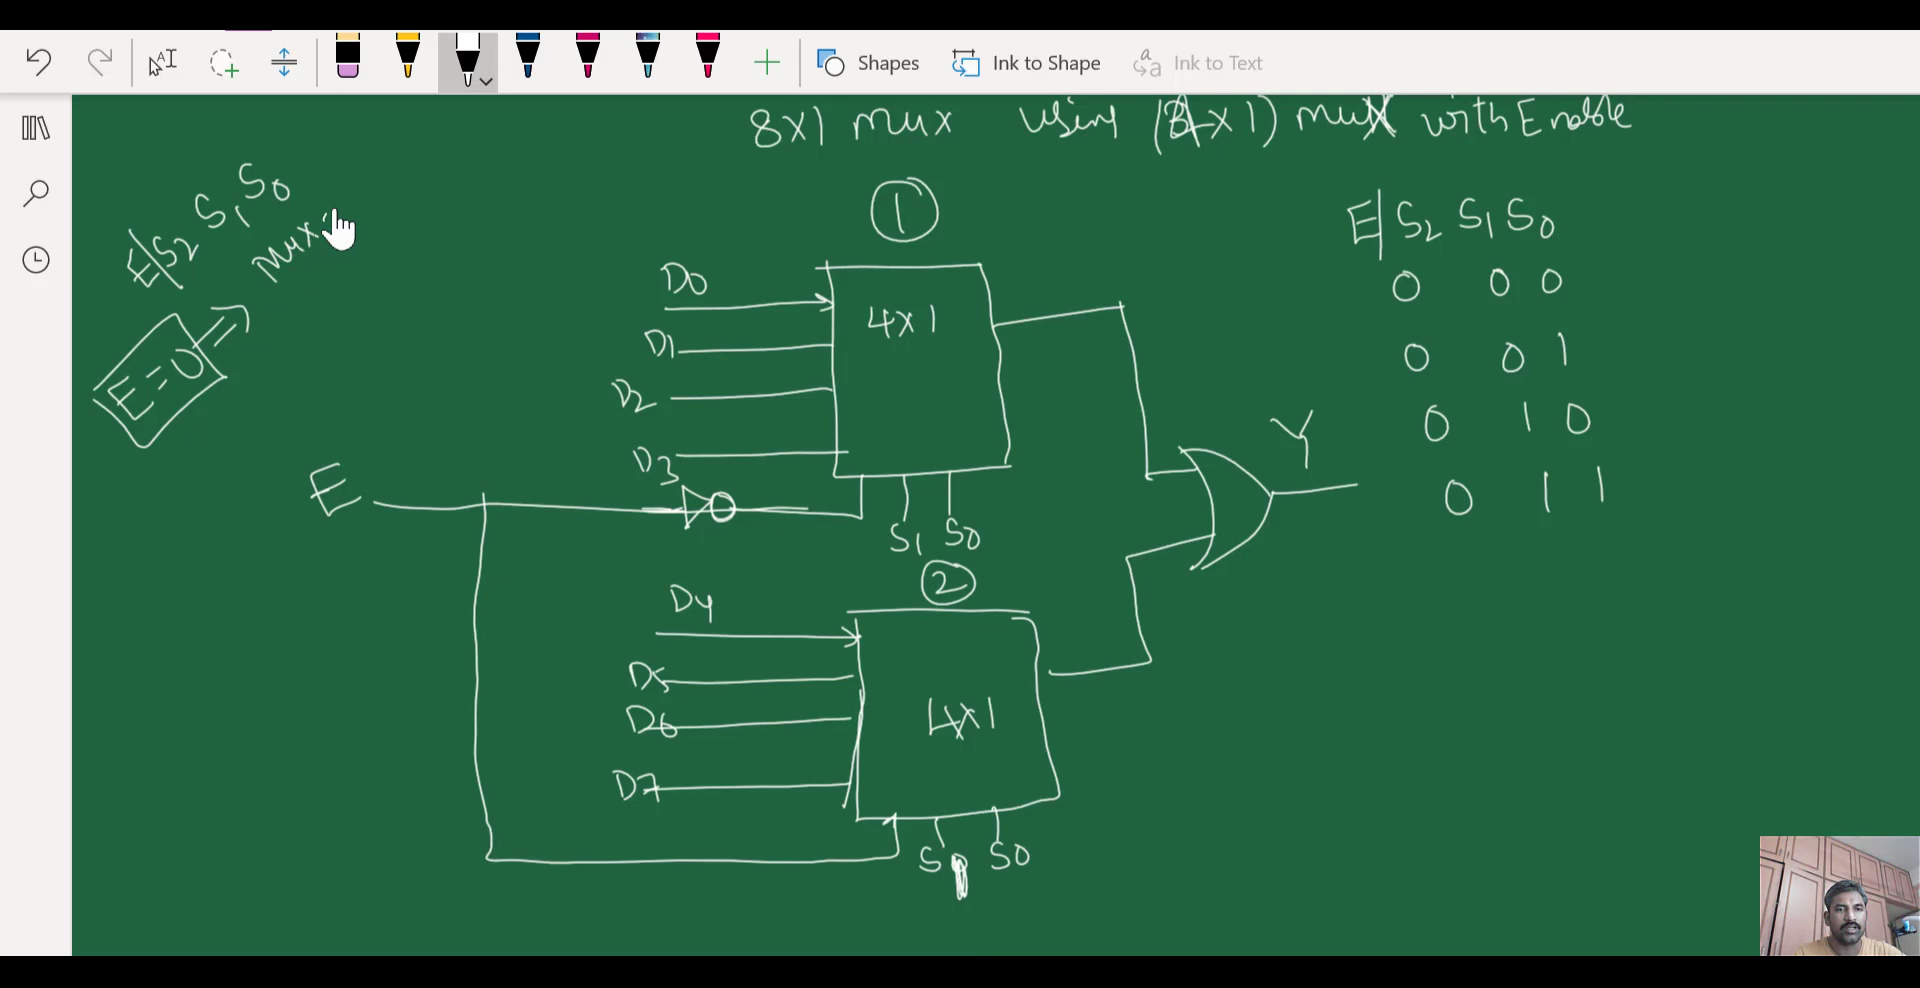 Shapes
Ink to Shape
Ink to Text
8x1 mux using (4x1) mux with Enable
E/S2 S1 S0
mux
E=0
1
D0
4x1
D1
D2
D3
E
S1 S0
Y
E/S2 S1 S0
0 0 0
0 0 1
0 1 0
0 1 1
2
D4
D5
D6
4x1
D7
S1 S0